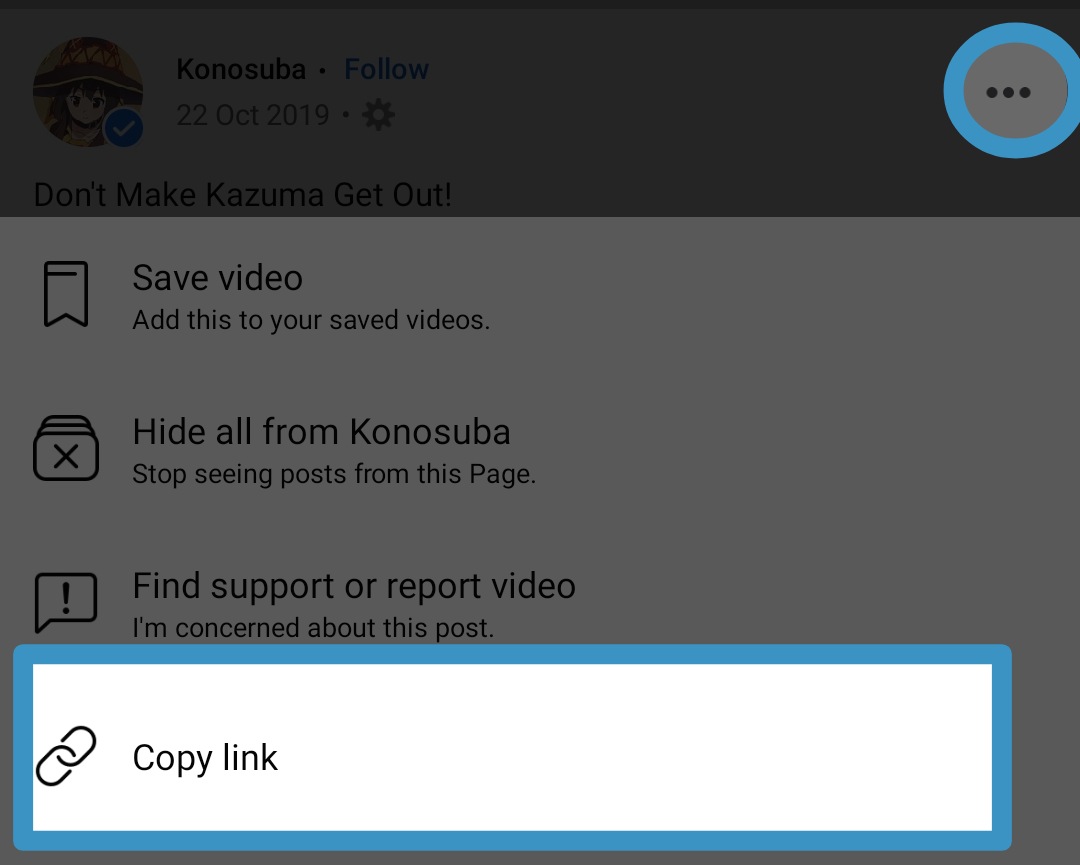 Konosuba • Follow
22 Oct 2019 •
Don't Make Kazuma Get Out!
Save video
Add this to your saved videos.
Hide all from Konosuba
Stop seeing posts from this Page.
Find support or report video
I'm concerned about this post.
Copy link